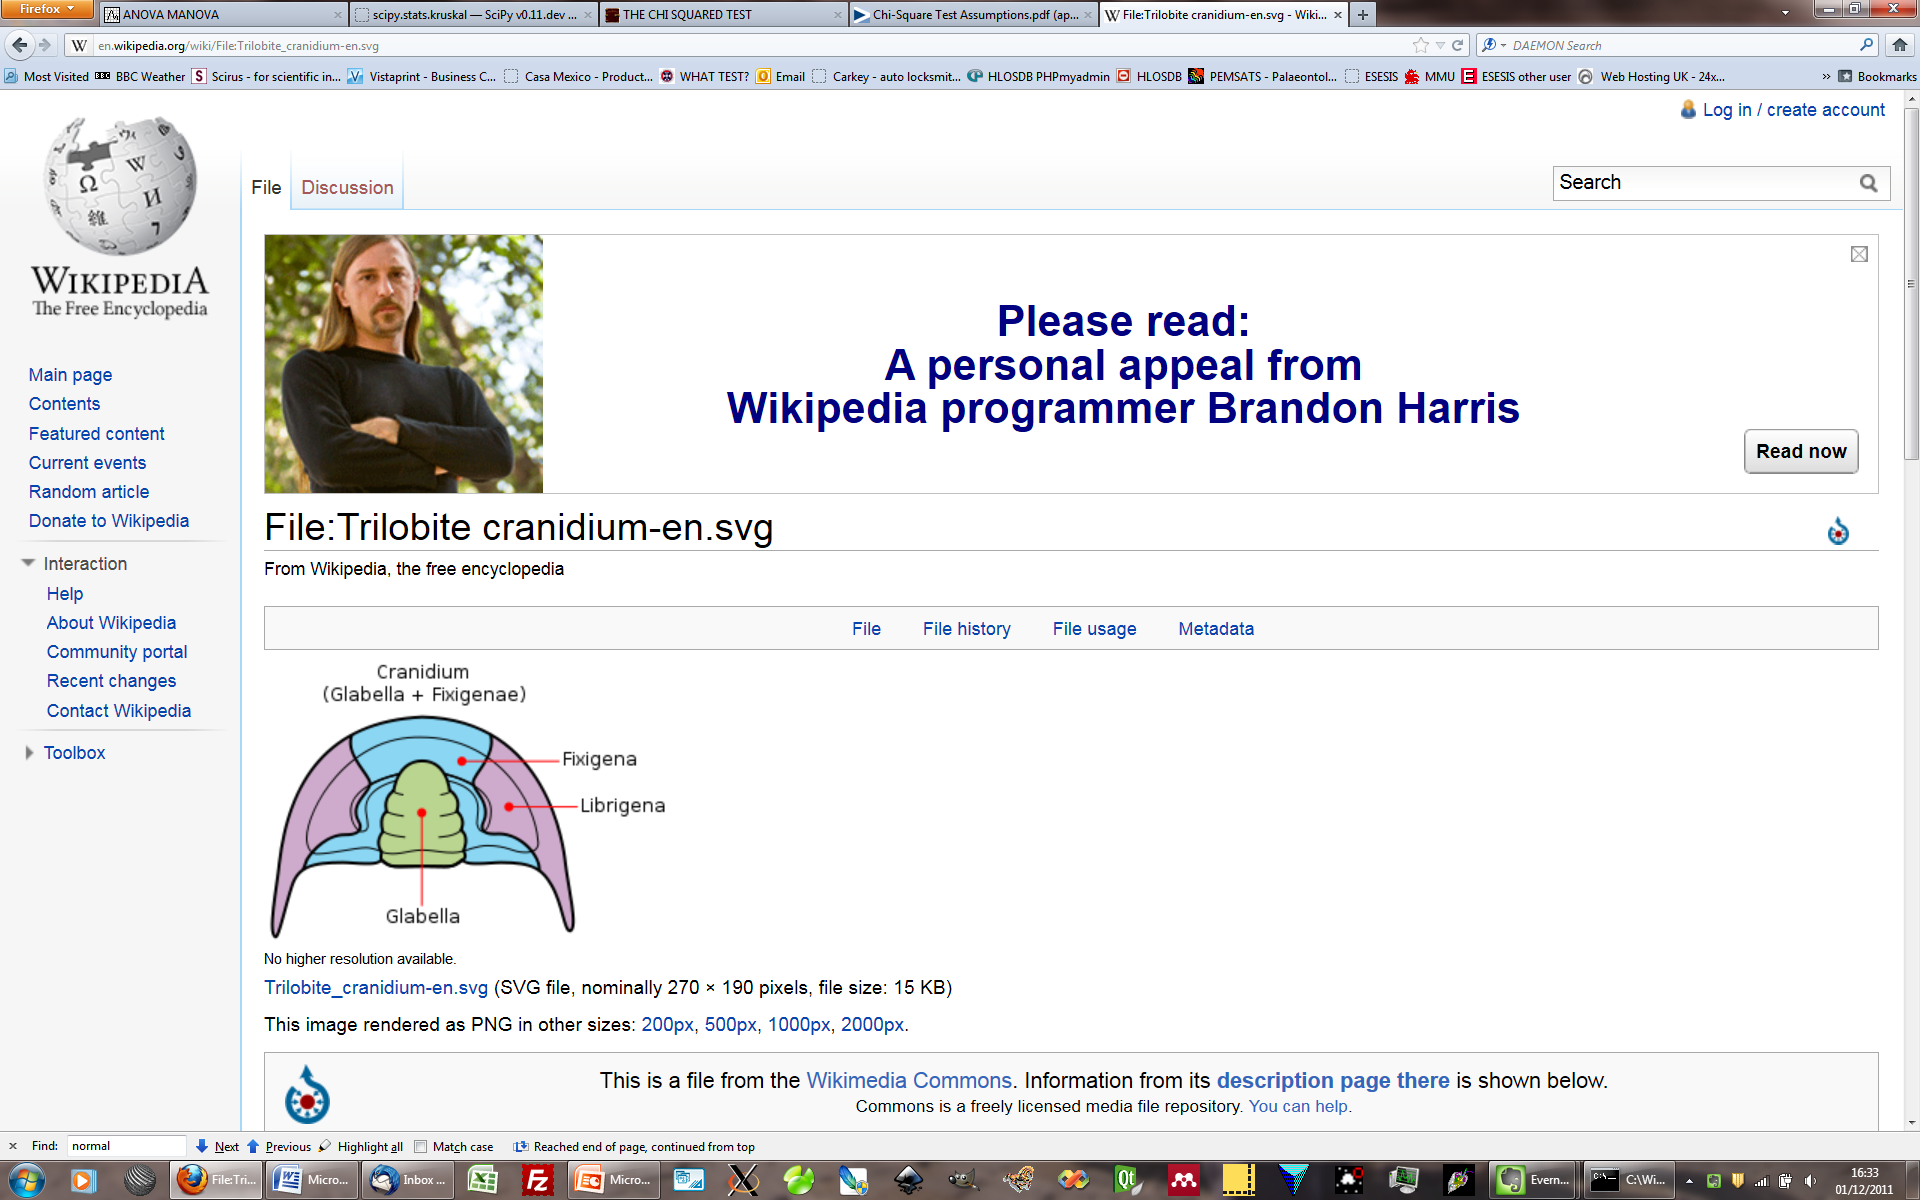 Firefox
ANOVA MANOVA
scipy.stats.kruskal — SciPy v0.11.dev ...
THE CHI SQUARED TEST
Chi-Square Test Assumptions.pdf (ap...
File:Trilobite cranidium-en.svg - Wiki...
en.wikipedia.org/wiki/File:Trilobite_cranidium-en.svg
DAEMON Search
Most Visited
BBC Weather
Scirus - for scientific in...
Vistaprint - Business C...
Casa Mexico - Product...
WHAT TEST?
Email
Carkey - auto locksmit...
HLOSDB PHPmyadmin
HLOSDB
PEMSATS - Palaeontol...
ESESIS
MMU
ESESIS other user
Web Hosting UK - 24x...
Bookmarks
Log in / create account
WIKIPEDIA
The Free Encyclopedia
File
Discussion
Search
Please read:
A personal appeal from
Wikipedia programmer Brandon Harris
Read now
Main page
Contents
Featured content
Current events
Random article
Donate to Wikipedia
Interaction
Help
About Wikipedia
Community portal
Recent changes
Contact Wikipedia
Toolbox
File:Trilobite cranidium-en.svg
From Wikipedia, the free encyclopedia
File
File history
File usage
Metadata
Cranidium
(Glabella + Fixigenae)
Fixigena
Librigena
Glabella
No higher resolution available.
Trilobite_cranidium-en.svg (SVG file, nominally 270 × 190 pixels, file size: 15 KB)
This image rendered as PNG in other sizes: 200px, 500px, 1000px, 2000px.
This is a file from the Wikimedia Commons. Information from its description page there is shown below.
Commons is a freely licensed media file repository. You can help.
Find: normal
Next
Previous
Highlight all
Match case
Reached end of page, continued from top
File:Tri...
Micro...
Inbox ...
Micro...
Evern...
C:\Wi...
16:33
01/12/2011